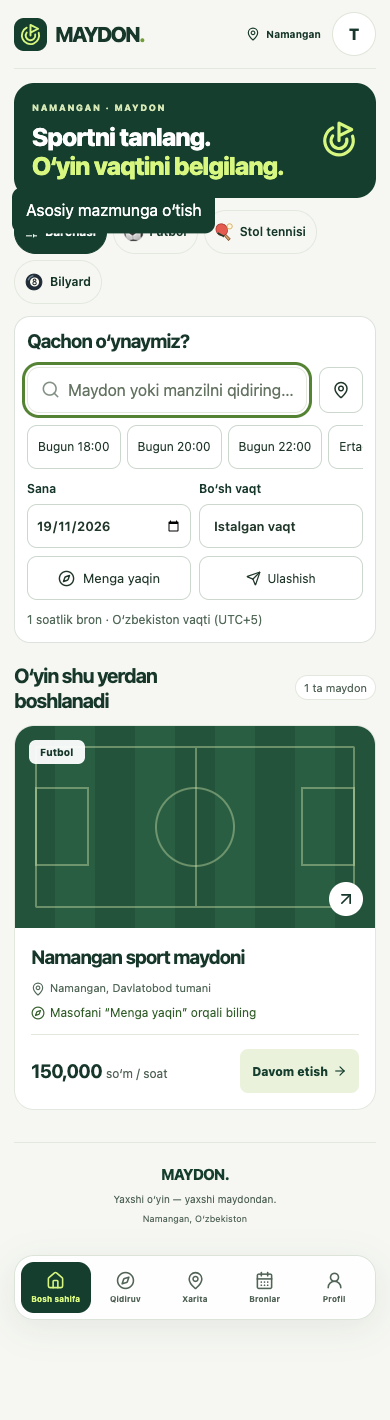 MAYDON.
Namangan
T
NAMANGAN · MAYDON
Sportni tanlang.
O‘yin vaqtini belgilang.
Asosiy mazmunga o‘tish
Stol tennisi
Bilyard
Qachon o‘ynaymiz?
Maydon yoki manzilni qidiring...
Bugun 18:00
Bugun 20:00
Bugun 22:00
Erta
Sana
Bo‘sh vaqt
19/11/2026
Istalgan vaqt
Menga yaqin
Ulashish
1 soatlik bron · O‘zbekiston vaqti (UTC+5)
O‘yin shu yerdan
boshlanadi
1 ta maydon
Futbol
Namangan sport maydoni
Namangan, Davlatobod tumani
Masofani “Menga yaqin” orqali biling
150,000 so‘m / soat
Davom etish →
MAYDON.
Yaxshi o‘yin — yaxshi maydondan.
Namangan, O‘zbekiston
Bosh sahifa
Qidiruv
Xarita
Bronlar
Profil